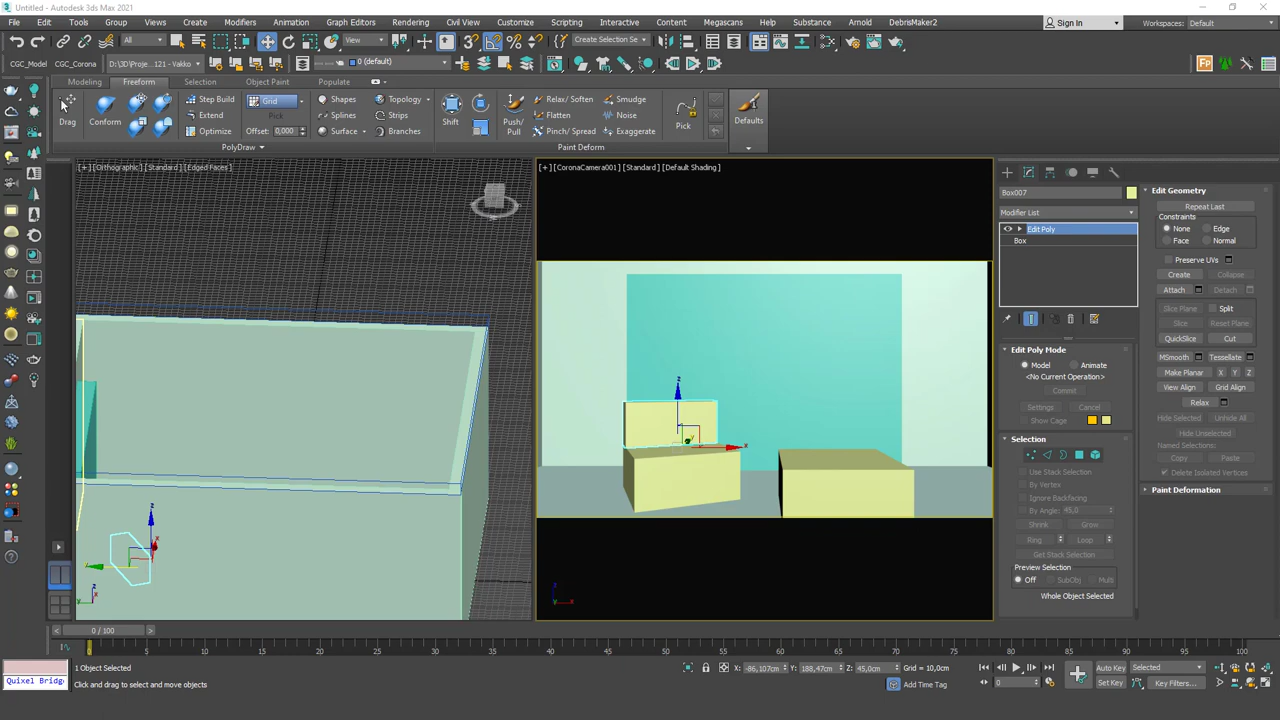 Untitled - Autodesk 3ds Max 2021
File Edit Tools Group Views Create Modifiers Animation Graph Editors Rendering Civil View Customize Scripting Interactive Content Megascans Help Substance Arnold DebrisMaker2 Sign In Workspaces: Default
All View Create Selection Se
CGC_Model CGC_Corona D:\3D\Proje...121 - Vakko 0 (default)
Modeling Freeform Selection Object Paint Populate
Drag Conform Step Build Extend Optimize Grid Pick Offset: 0,000 Shapes Splines Surface Topology Strips Branches Shift Push/Pull Relax/ Soften Flatten Pinch/ Spread Smudge Noise Exaggerate Pick Defaults
PolyDraw Paint Deform
[+] [Orthographic] [Standard] [Edged Faces]
[+] [CoronaCamera001] [Standard] [Default Shading]
Box007
Modifier List
Edit Poly
Box
Edit Poly Mode
Model Animate
<No Current Operation>
Commit
Settings Cancel
Show Cage
Selection
Use Stack Selection
By Vertex
Ignore Backfacing
By Angle: 45,0
Shrink Grow
Ring Loop
Get Stack Selection
Preview Selection
Off SubObj Multi
Whole Object Selected
Edit Geometry
Repeat Last
Constraints
None Edge
Face Normal
Preserve UVs
Create Collapse
Attach Detach
Slice Plane Split
Slice Reset Plane
QuickSlice Cut
MSmooth Tessellate
Make Planar X Y Z
View Align Grid Align
Relax
Hide Selected Unhide All
Hide Unselected
Named Selections:
Copy Paste
Delete Isolated Vertices
Paint Deformation
0 / 100
0 5 10 15 20 25 30 35 40 45 50 55 60 65 70 75 80 85 90 95 100
1 Object Selected X: -86,107cm Y: 188,47cm Z: 45,0cm Grid = 10,0cm Auto Key Selected
Quixel Bridg Click and drag to select and move objects Add Time Tag 0 Set Key Key Filters...